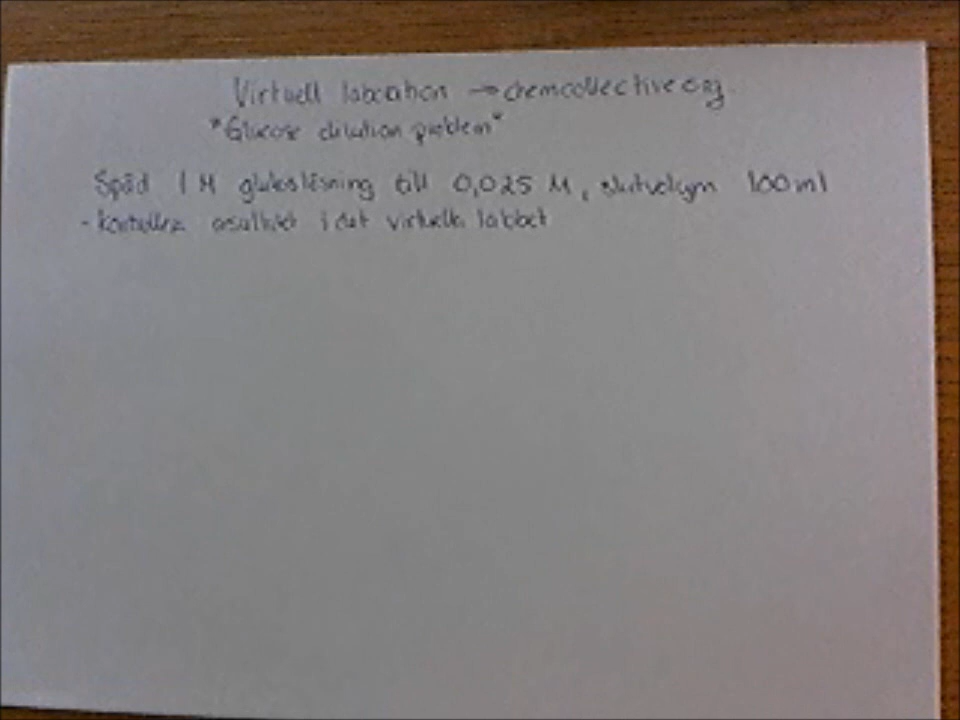 Virtuell laboration → chemcollective.org
"Glucose dilution problem"
Späd 1 M glukoslösning till 0,025 M, slutvolym 100 ml
- Kontrollera resultatet i det virtuella labbet